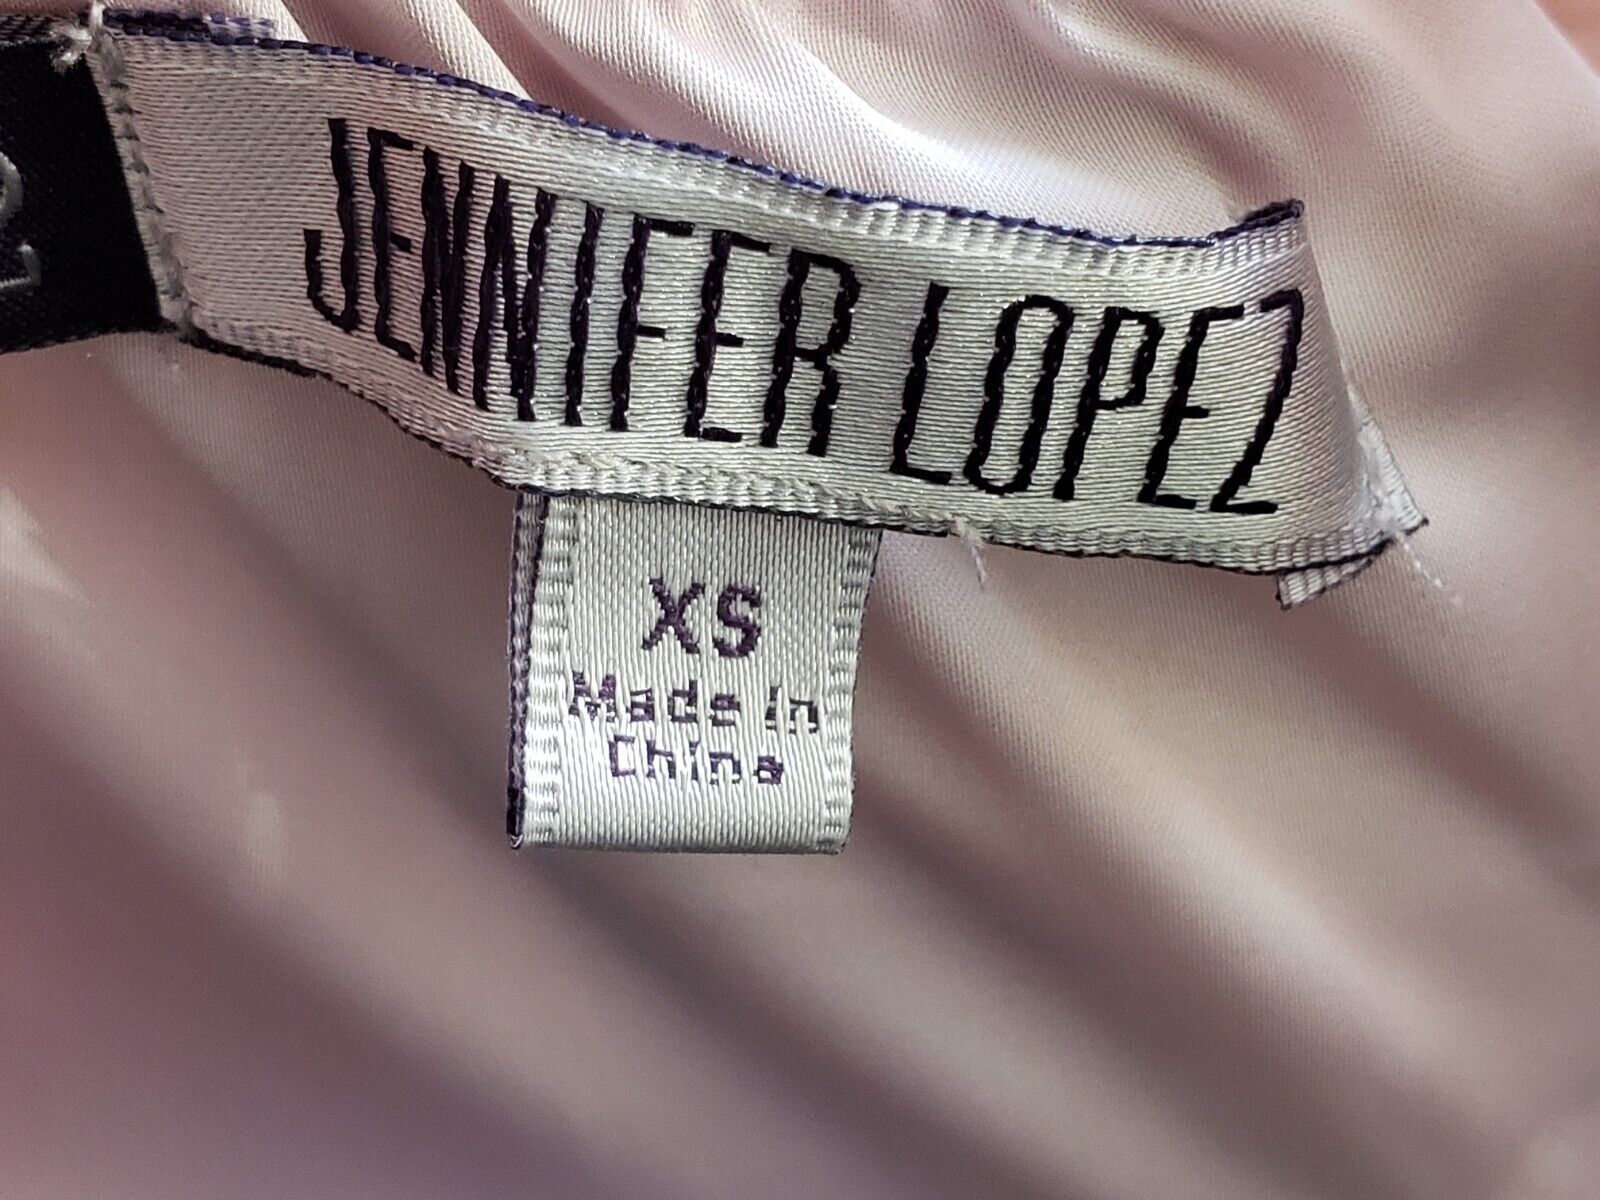 JENNIFER LOPEZ
XS
Made in
China